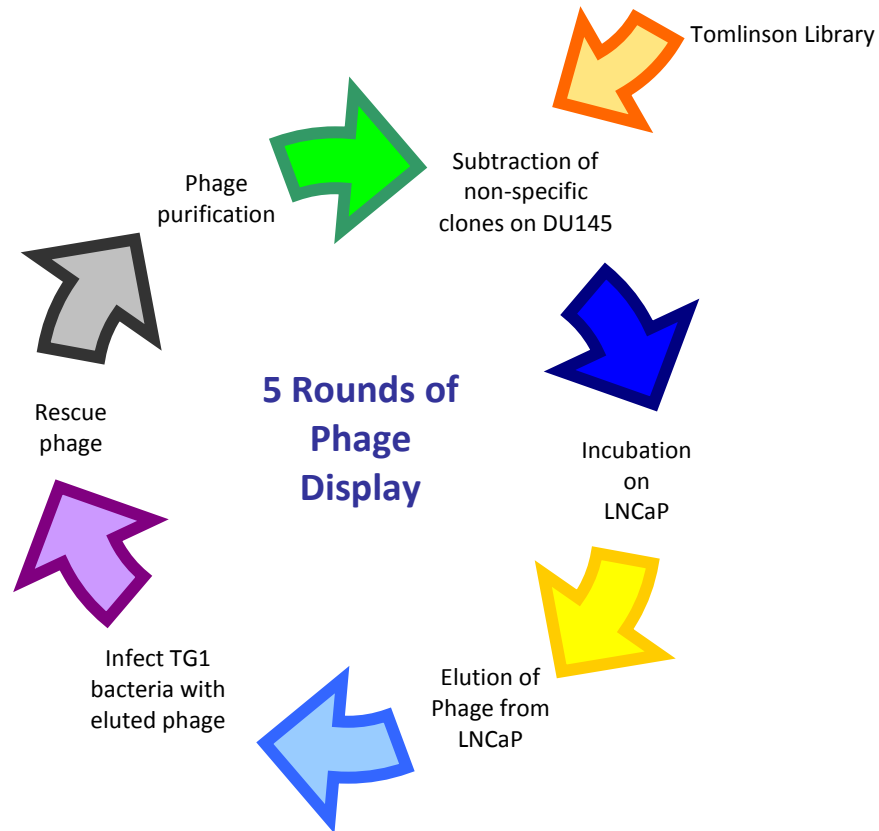 Tomlinson Library
Subtraction of
non-specific
clones on DU145
Incubation
on
LNCaP
Elution of
Phage from
LNCaP
Infect TG1
bacteria with
eluted phage
Rescue
phage
Phage
purification
5 Rounds of
Phage
Display